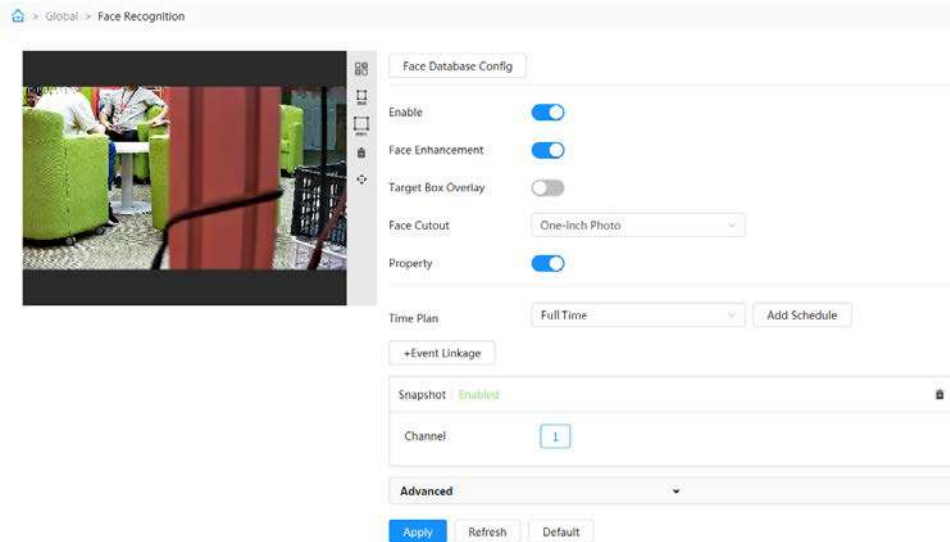 > Global > Face Recognition
Face Database Config
Enable
Face Enhancement
Target Box Overlay
Face Cutout One-Inch Photo
Property
Time Plan Full Time Add Schedule
+Event Linkage
Snapshot : Enabled
Channel 1
Advanced
Apply Refresh Default